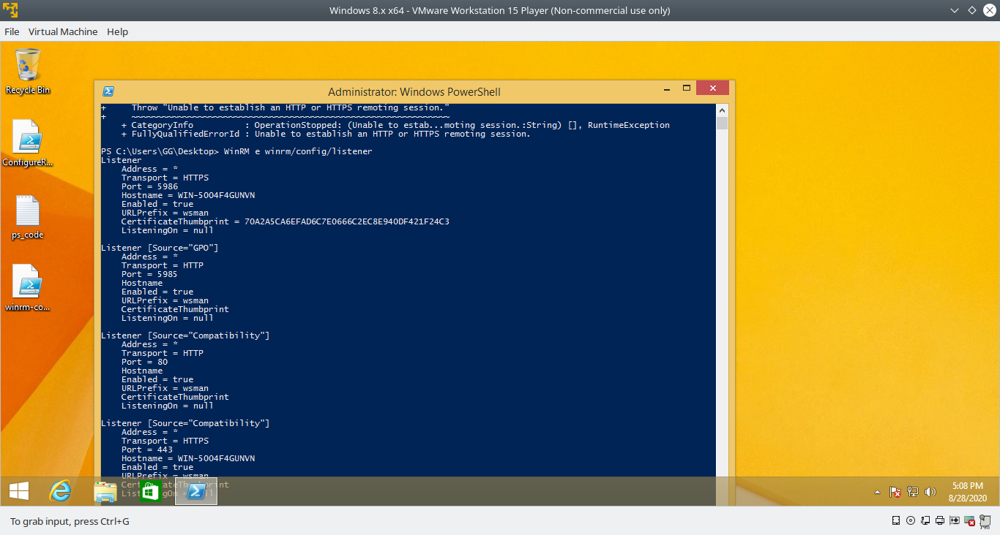 Windows 8.x x64 - VMware Workstation 15 Player (Non-commercial use only)
File Virtual Machine Help
Recycle Bin
ConfigureR...
ps_code
winrm-co...
Administrator: Windows PowerShell
+ Throw "Unable to establish an HTTP or HTTPS remoting session."
+ ~~~~~~~~~~~~~~~~~~~~~~~~~~~~~~~~~~~~~~~~~~~~~~~~~~~~~~~~~~~~~~
+ CategoryInfo : OperationStopped: (Unable to estab...moting session.:String) [], RuntimeException
+ FullyQualifiedErrorId : Unable to establish an HTTP or HTTPS remoting session.
PS C:\Users\GG\Desktop> WinRM e winrm/config/listener
Listener
Address = *
Transport = HTTPS
Port = 5986
Hostname = WIN-5004F4GUNVN
Enabled = true
URLPrefix = wsman
CertificateThumbprint = 70A2A5CA6EFAD6C7E0666C2EC8E940DF421F24C3
ListeningOn = null
Listener [Source="GPO"]
Address = *
Transport = HTTP
Port = 5985
Hostname
Enabled = true
URLPrefix = wsman
CertificateThumbprint
ListeningOn = null
Listener [Source="Compatibility"]
Address = *
Transport = HTTP
Port = 80
Hostname
Enabled = true
URLPrefix = wsman
CertificateThumbprint
ListeningOn = null
Listener [Source="Compatibility"]
Address = *
Transport = HTTPS
Port = 443
Hostname = WIN-5004F4GUNVN
Enabled = true
URLPrefix = wsman
5:08 PM
8/28/2020
To grab input, press Ctrl+G